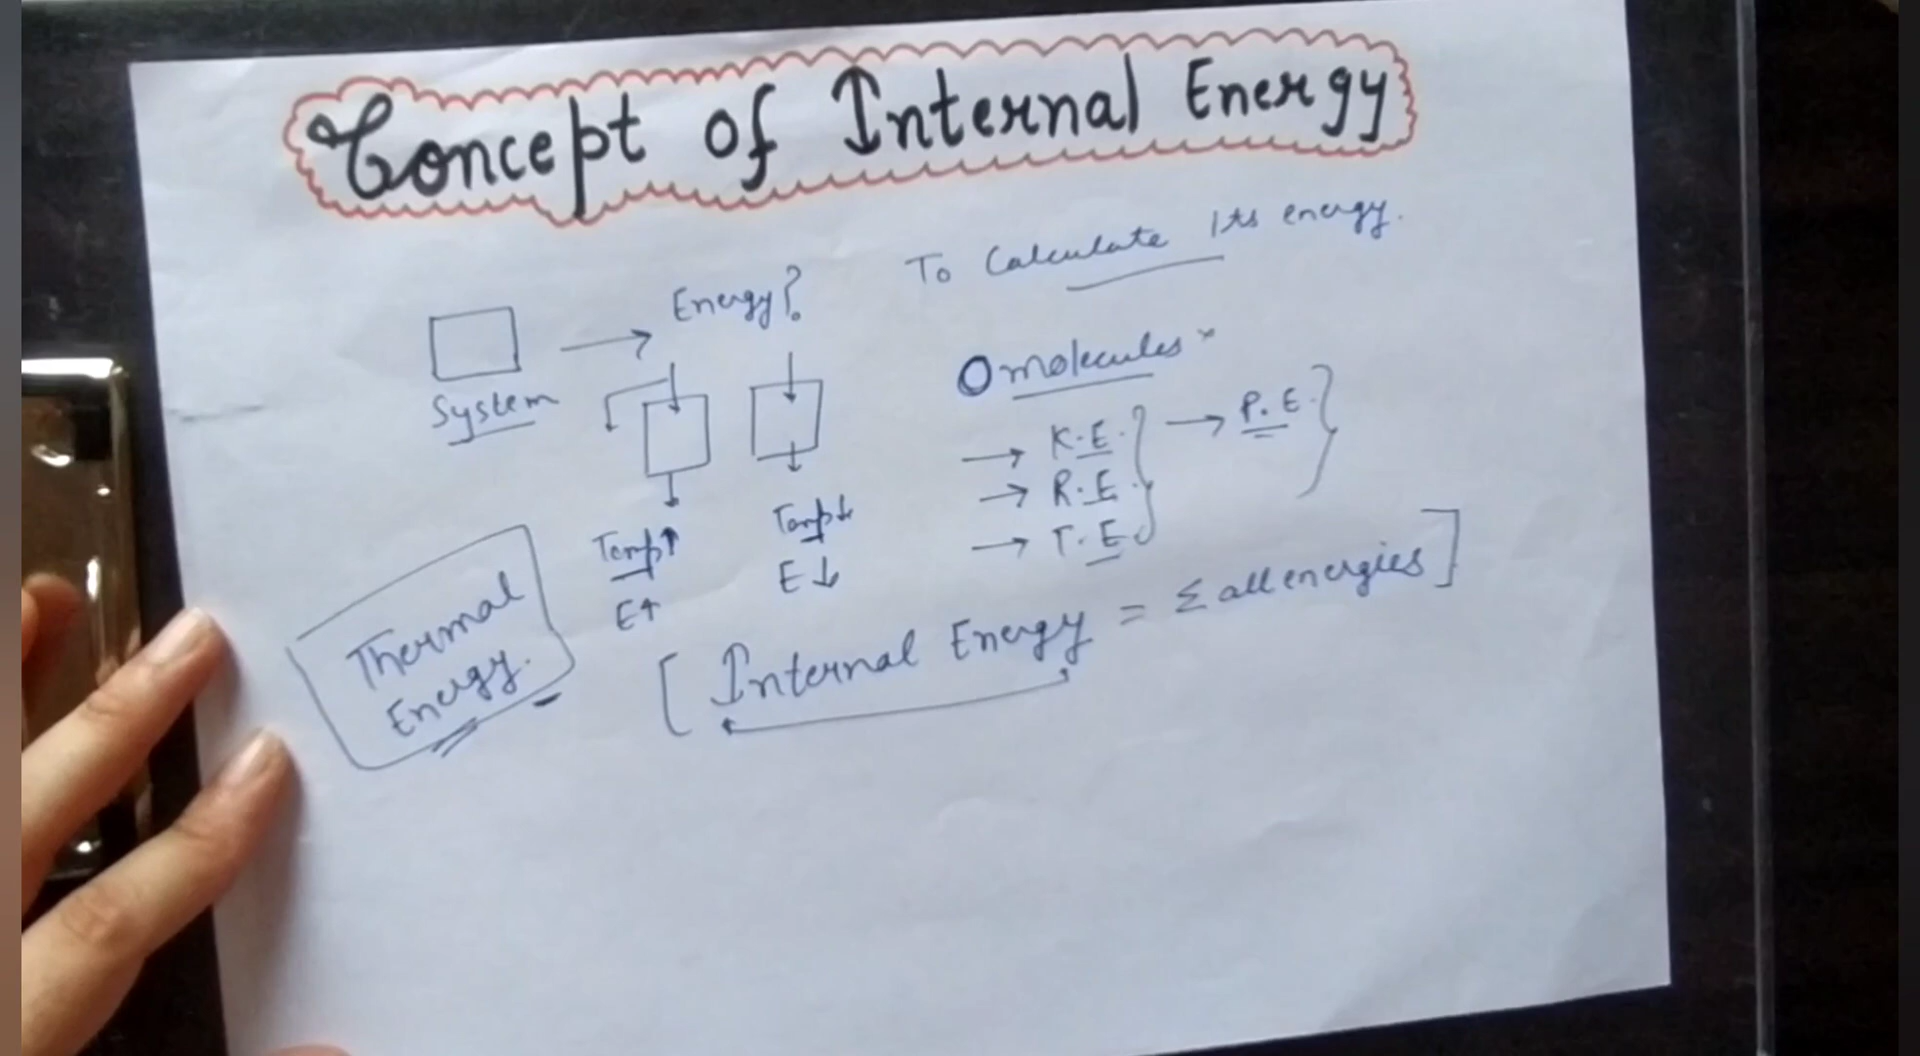 Concept of Internal Energy
To Calculate Its energy.
Energy?
System
molecules
→ K.E. → P.E.
→ R.E.
→ T.E.
Temp↑
E↑
Temp↓
E↓
Thermal
Energy.
[Internal Energy = Σ all energies]